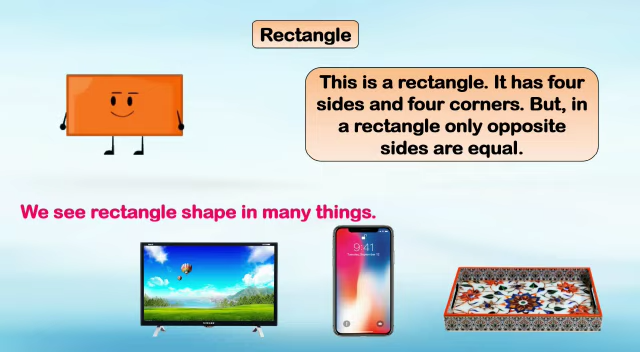 Rectangle
This is a rectangle. It has four
sides and four corners. But, in
a rectangle only opposite
sides are equal.
We see rectangle shape in many things.
9:41